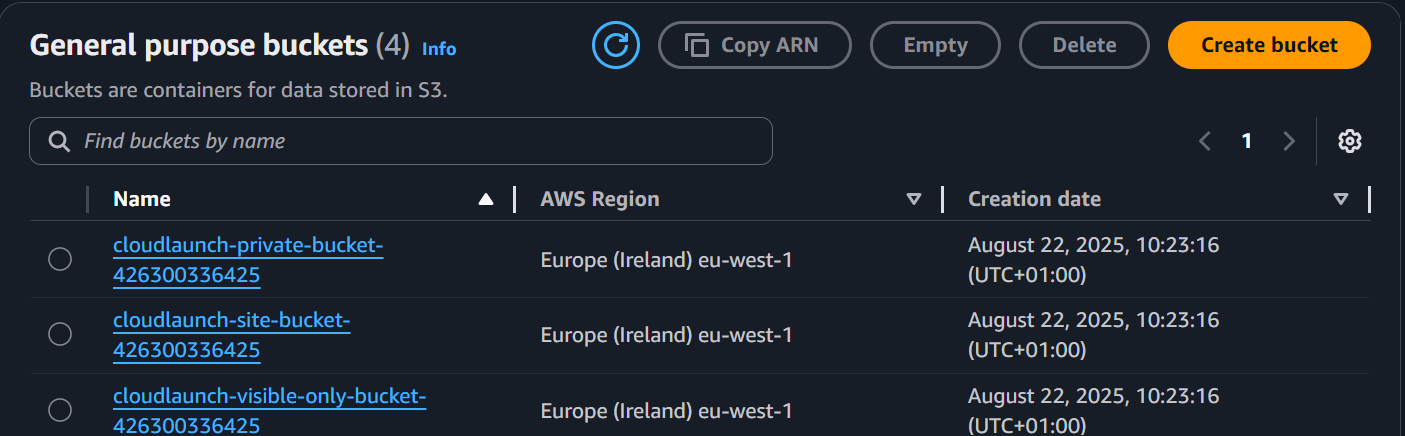 General purpose buckets (4) Info
Copy ARN
Empty
Delete
Create bucket
Buckets are containers for data stored in S3.
Find buckets by name
1
Name
AWS Region
Creation date
cloudlaunch-private-bucket-
426300336425
Europe (Ireland) eu-west-1
August 22, 2025, 10:23:16
(UTC+01:00)
cloudlaunch-site-bucket-
426300336425
Europe (Ireland) eu-west-1
August 22, 2025, 10:23:16
(UTC+01:00)
cloudlaunch-visible-only-bucket-
426300336425
Europe (Ireland) eu-west-1
August 22, 2025, 10:23:16
(UTC+01:00)